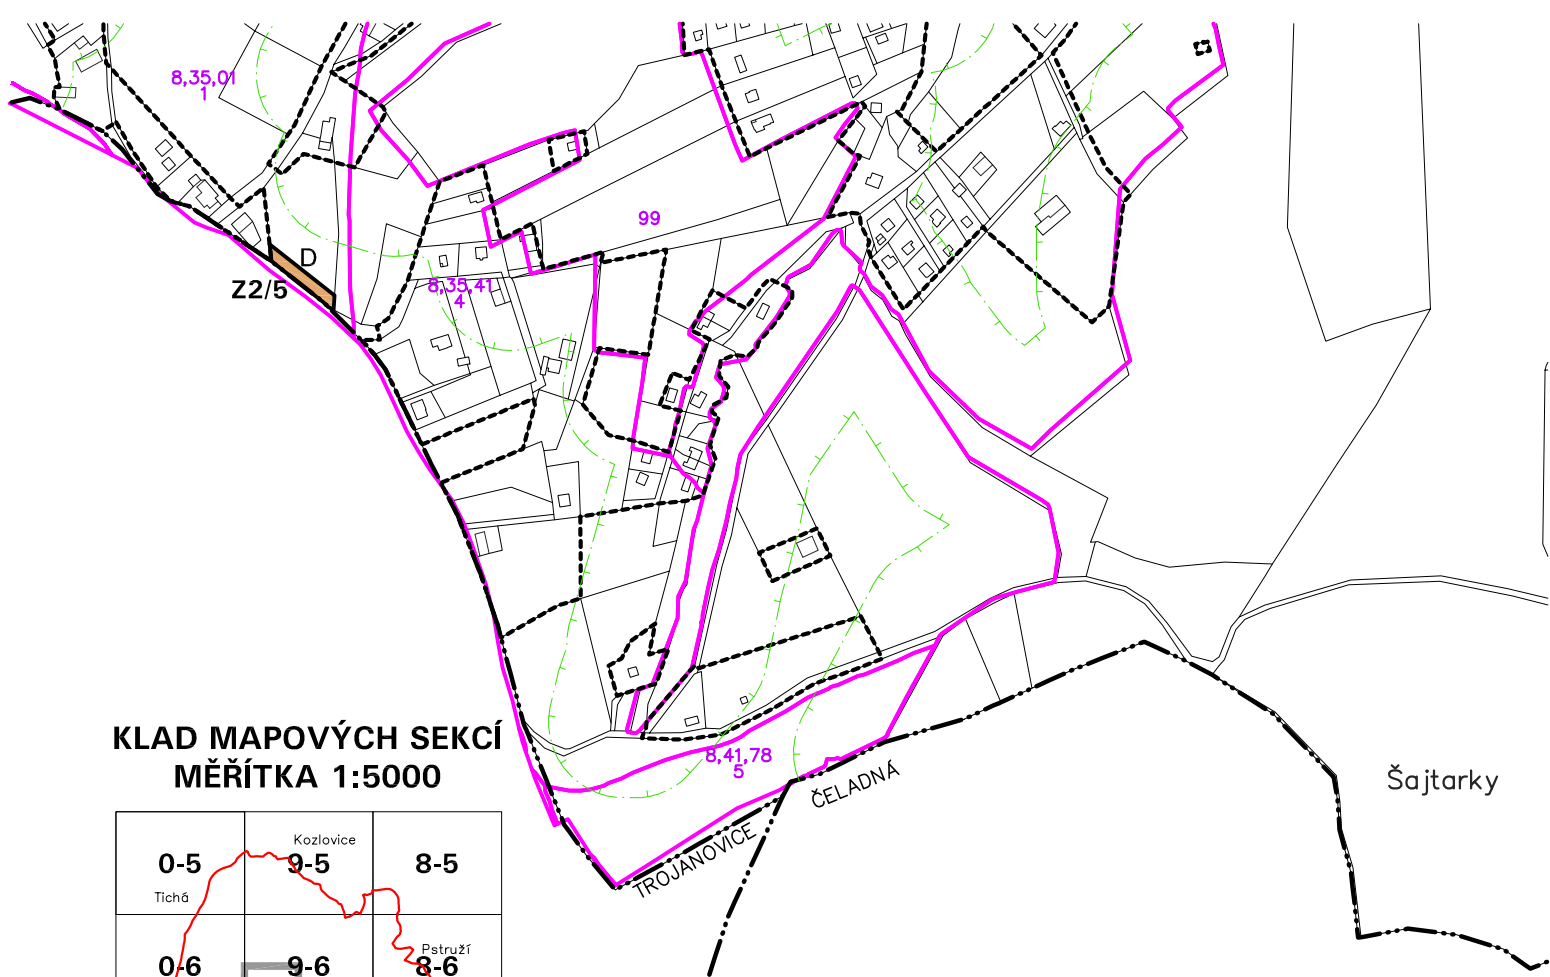 8,35,01
1
99
D
Z2/5
8,35,41
4
8,41,78
5
ČELADNÁ
TROJANOVICE
Šajtarky
KLAD MAPOVÝCH SEKCÍ
MĚŘÍTKA 1:5000
Kozlovice
0-5
9-5
8-5
Tichá
Pstruží
0-6
9-6
8-6